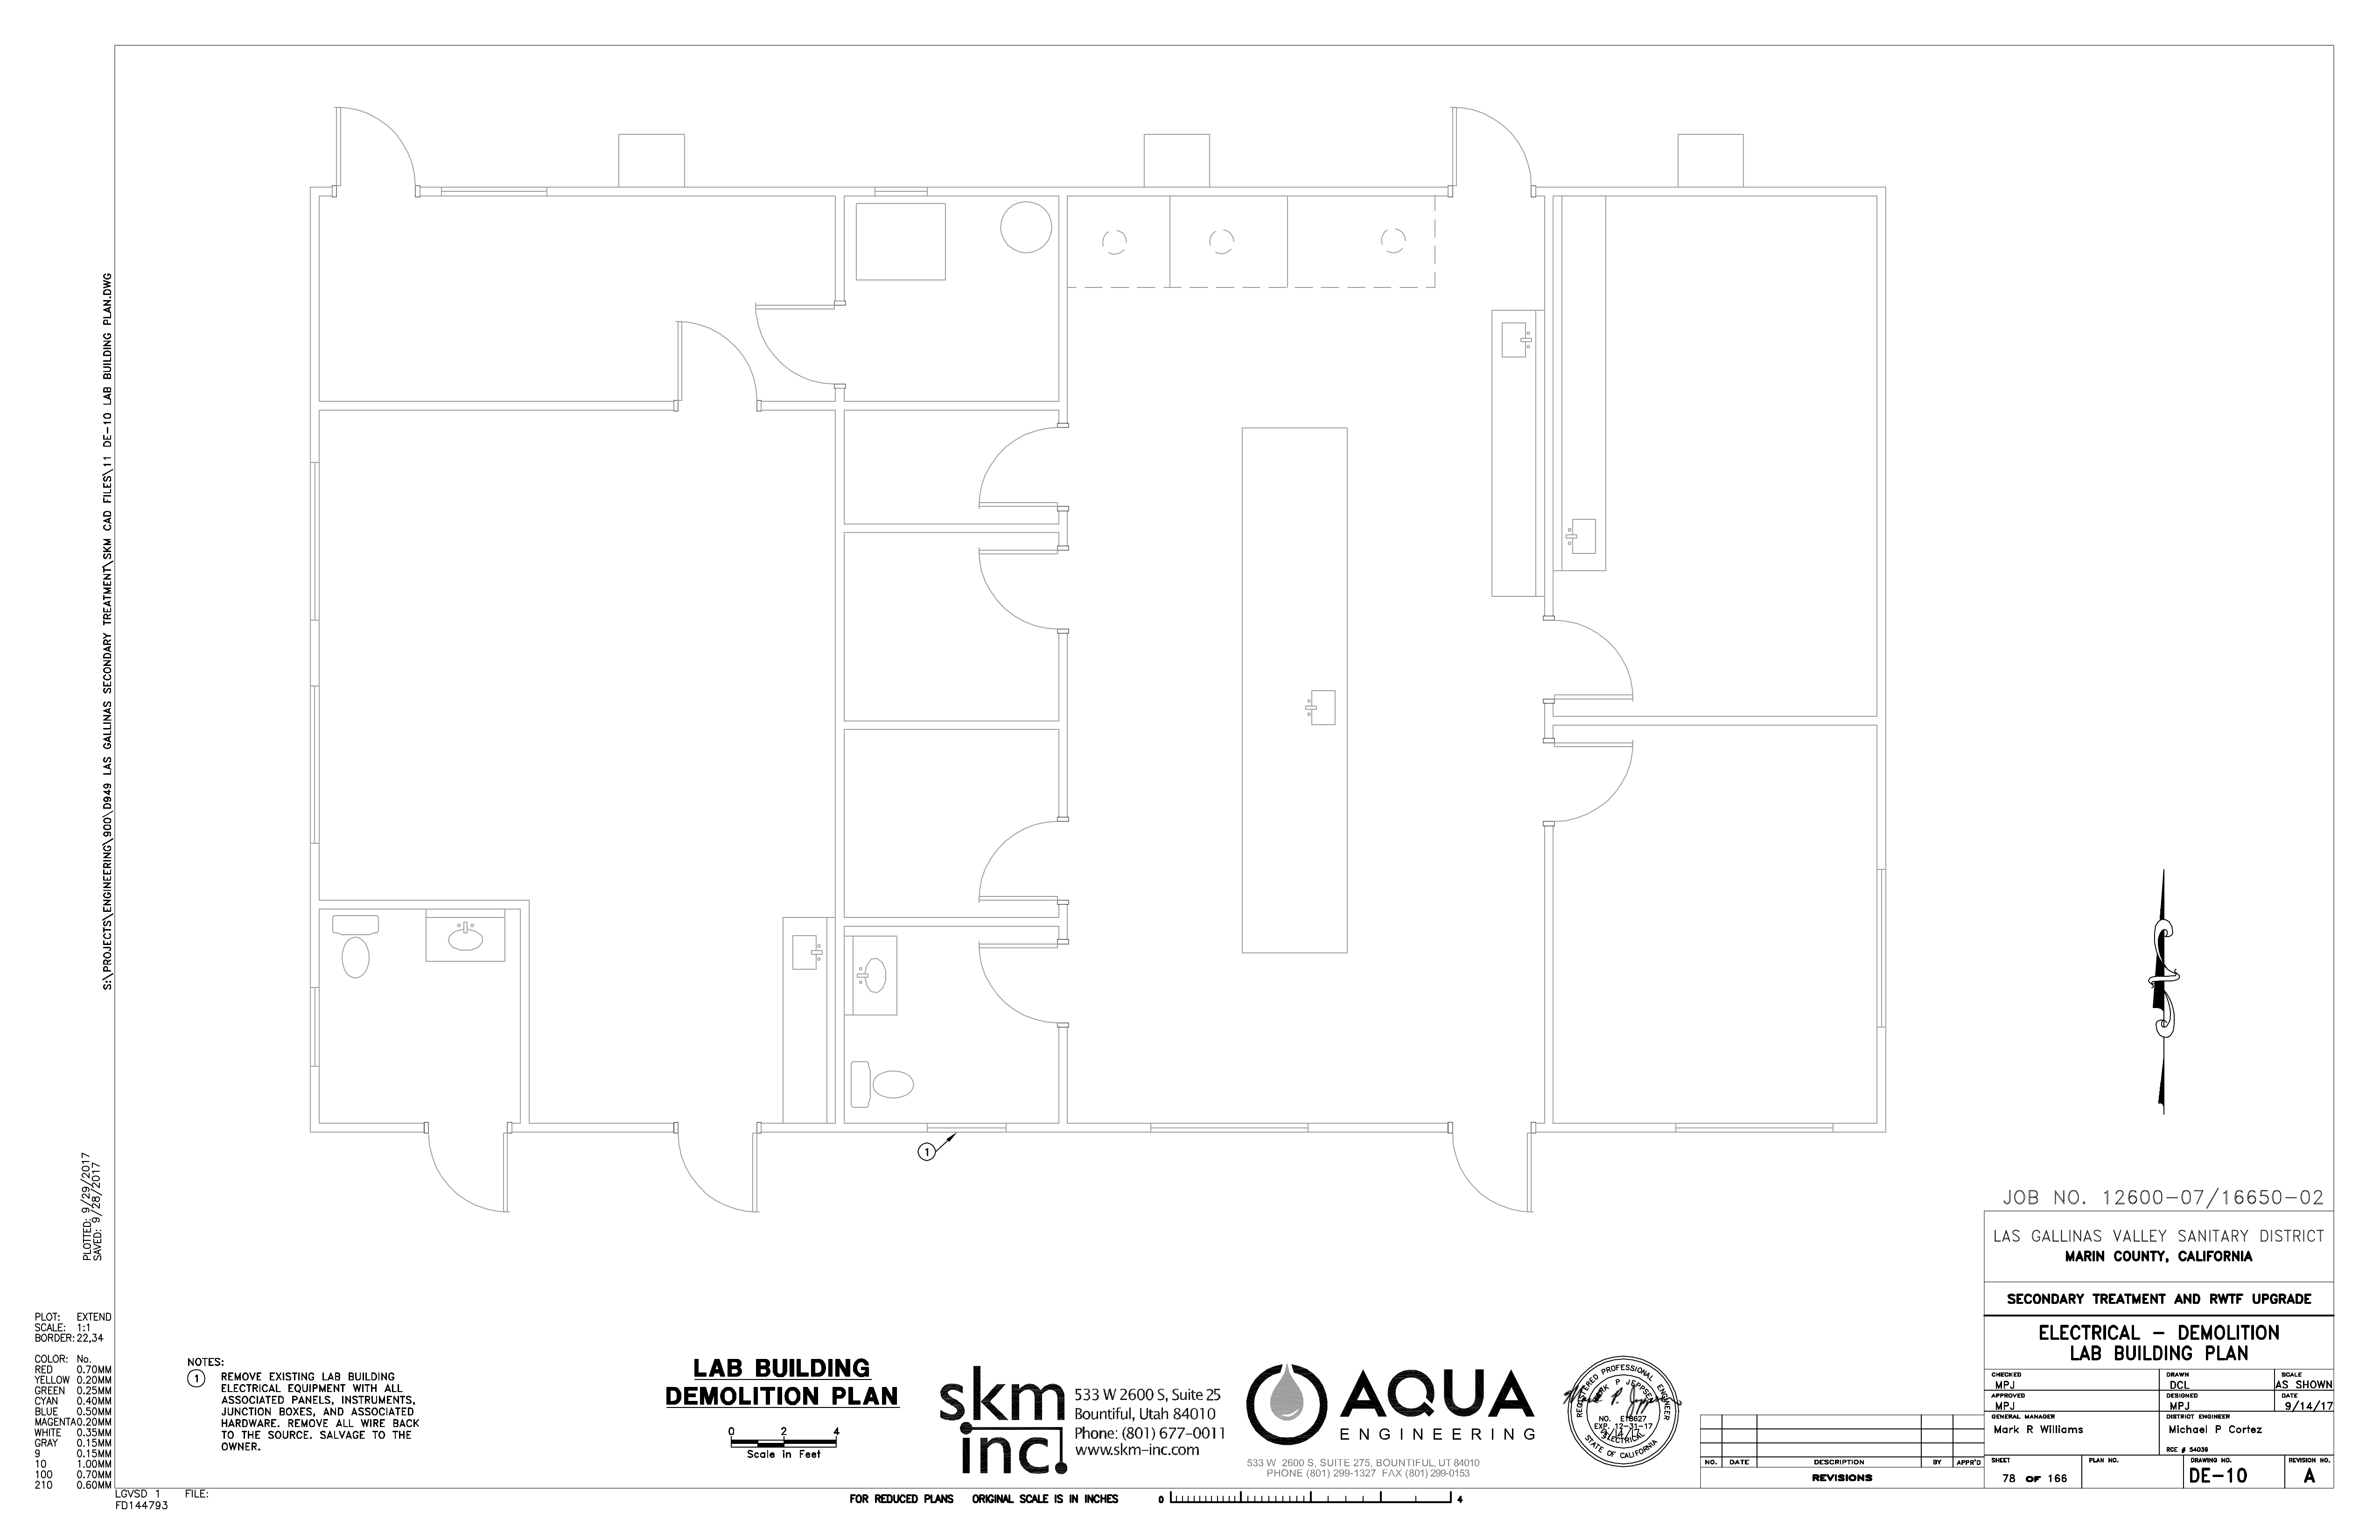 S:\PROJECTS\ENGINEERING\900\D949 LAS GALLINAS SECONDARY TREATMENT\SKM CAD FILES\11 DE-10 LAB BUILDING PLAN.DWG
PLOTTED: 9/29/2017
SAVED: 9/28/2017
PLOT: EXTEND
SCALE: 1:1
BORDER: 22,34
COLOR: No.
RED 0.70MM
YELLOW 0.20MM
GREEN 0.25MM
CYAN 0.40MM
BLUE 0.50MM
MAGENTA 0.20MM
WHITE 0.35MM
GRAY 0.15MM
9 0.15MM
10 1.00MM
100 0.70MM
210 0.60MM
LGVSD 1 FILE:
FD144793
1
NOTES:
1 REMOVE EXISTING LAB BUILDING
ELECTRICAL EQUIPMENT WITH ALL
ASSOCIATED PANELS, INSTRUMENTS,
JUNCTION BOXES, AND ASSOCIATED
HARDWARE. REMOVE ALL WIRE BACK
TO THE SOURCE. SALVAGE TO THE
OWNER.
LAB BUILDING
DEMOLITION PLAN
0 2 4
Scale in Feet
skm
inc.
533 W 2600 S, Suite 25
Bountiful, Utah 84010
Phone: (801) 677-0011
www.skm-inc.com
AQUA
ENGINEERING
533 W 2600 S, SUITE 275, BOUNTIFUL, UT 84010
PHONE (801) 299-1327 FAX (801) 299-0153
REGISTERED PROFESSIONAL ENGINEER
MARK P JEPPSEN
NO. E18627
EXP. 12-31-17
9/14/17
ELECTRICAL
STATE OF CALIFORNIA
FOR REDUCED PLANS ORIGINAL SCALE IS IN INCHES
0 4
NO. DATE DESCRIPTION BY APPR'D
REVISIONS
JOB NO. 12600-07/16650-02
LAS GALLINAS VALLEY SANITARY DISTRICT
MARIN COUNTY, CALIFORNIA
SECONDARY TREATMENT AND RWTF UPGRADE
ELECTRICAL - DEMOLITION
LAB BUILDING PLAN
CHECKED DRAWN SCALE
MPJ DCL AS SHOWN
APPROVED DESIGNED DATE
MPJ MPJ 9/14/17
GENERAL MANAGER DISTRICT ENGINEER
Mark R Williams Michael P Cortez
RCE # 54039
SHEET PLAN NO. DRAWING NO. REVISION NO.
78 OF 166 DE-10 A